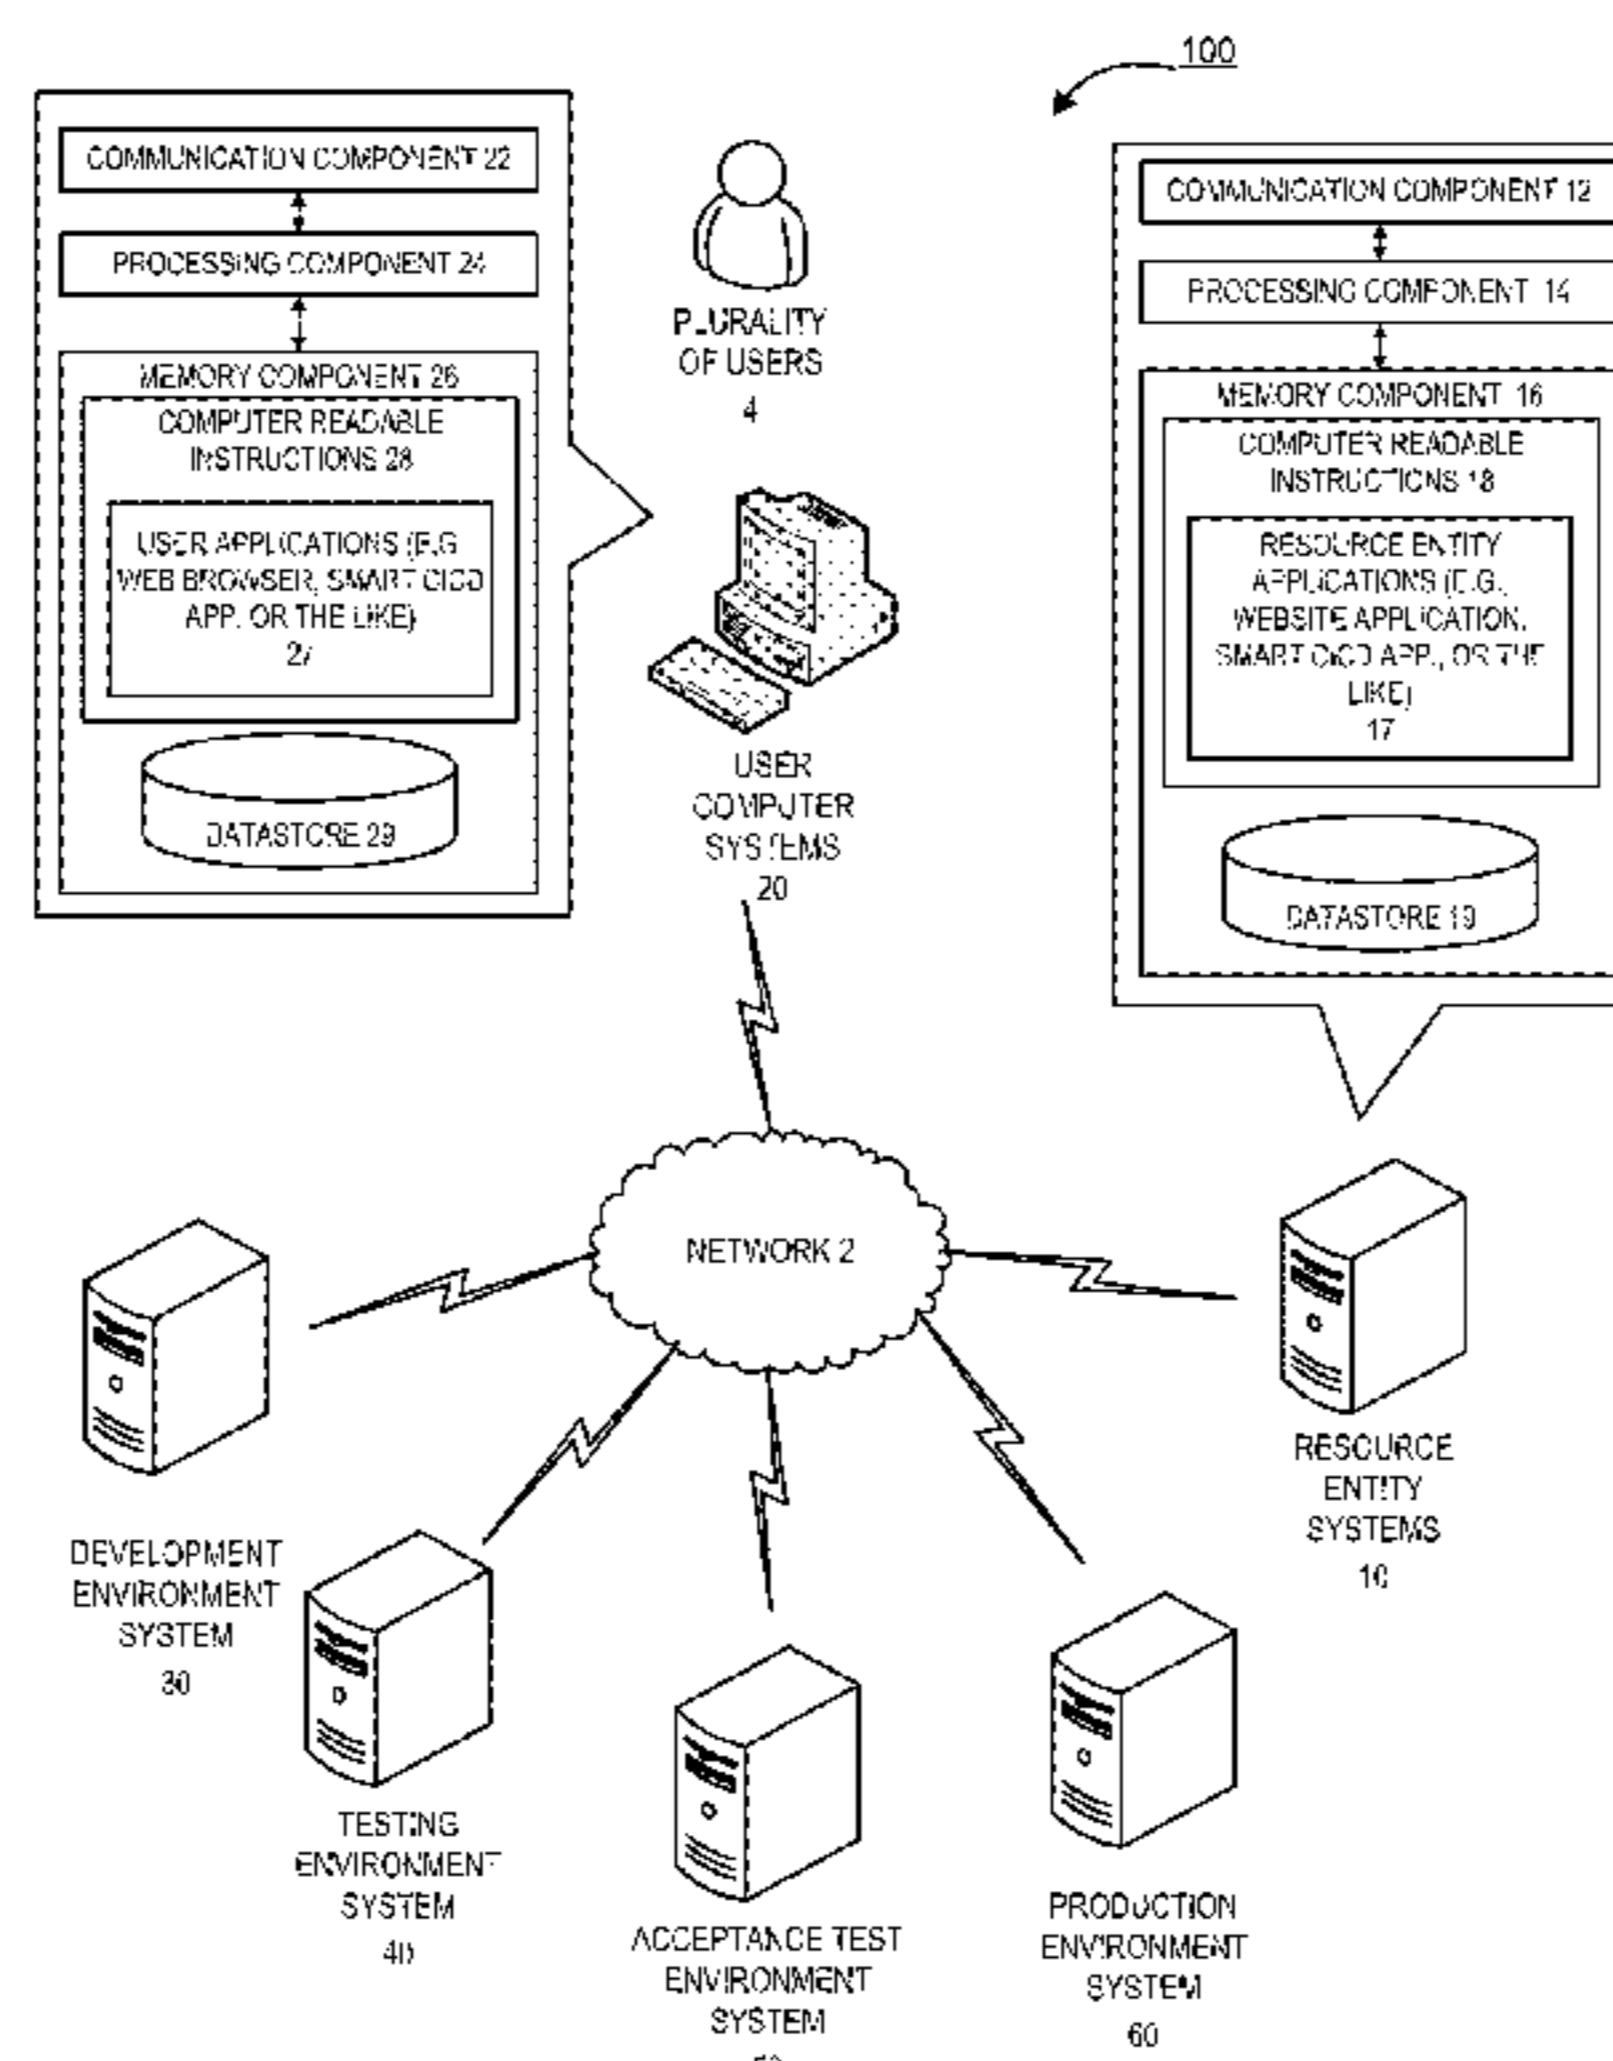 100
COMMUNICATION COMPONENT 22
PROCESSING COMPONENT 24
MEMORY COMPONENT 26
COMPUTER READABLE
INSTRUCTIONS 28
USER APPLICATIONS (E.G
WEB BROWSER, SMART CICD
APP. OR THE LIKE)
27
DATASTORE 29
PLURALITY
OF USERS
4
USER
COMPUTER
SYSTEMS
20
COMMUNICATION COMPONENT 12
PROCESSING COMPONENT 14
MEMORY COMPONENT 16
COMPUTER READABLE
INSTRUCTIONS 18
RESOURCE ENTITY
APPLICATIONS (E.G.,
WEBSITE APPLICATION,
SMART CICD APP., OR THE
LIKE)
17
DATASTORE 19
NETWORK 2
RESOURCE
ENTITY
SYSTEMS
10
DEVELOPMENT
ENVIRONMENT
SYSTEM
30
TESTING
ENVIRONMENT
SYSTEM
40
ACCEPTANCE TEST
ENVIRONMENT
SYSTEM
PRODUCTION
ENVIRONMENT
SYSTEM
60